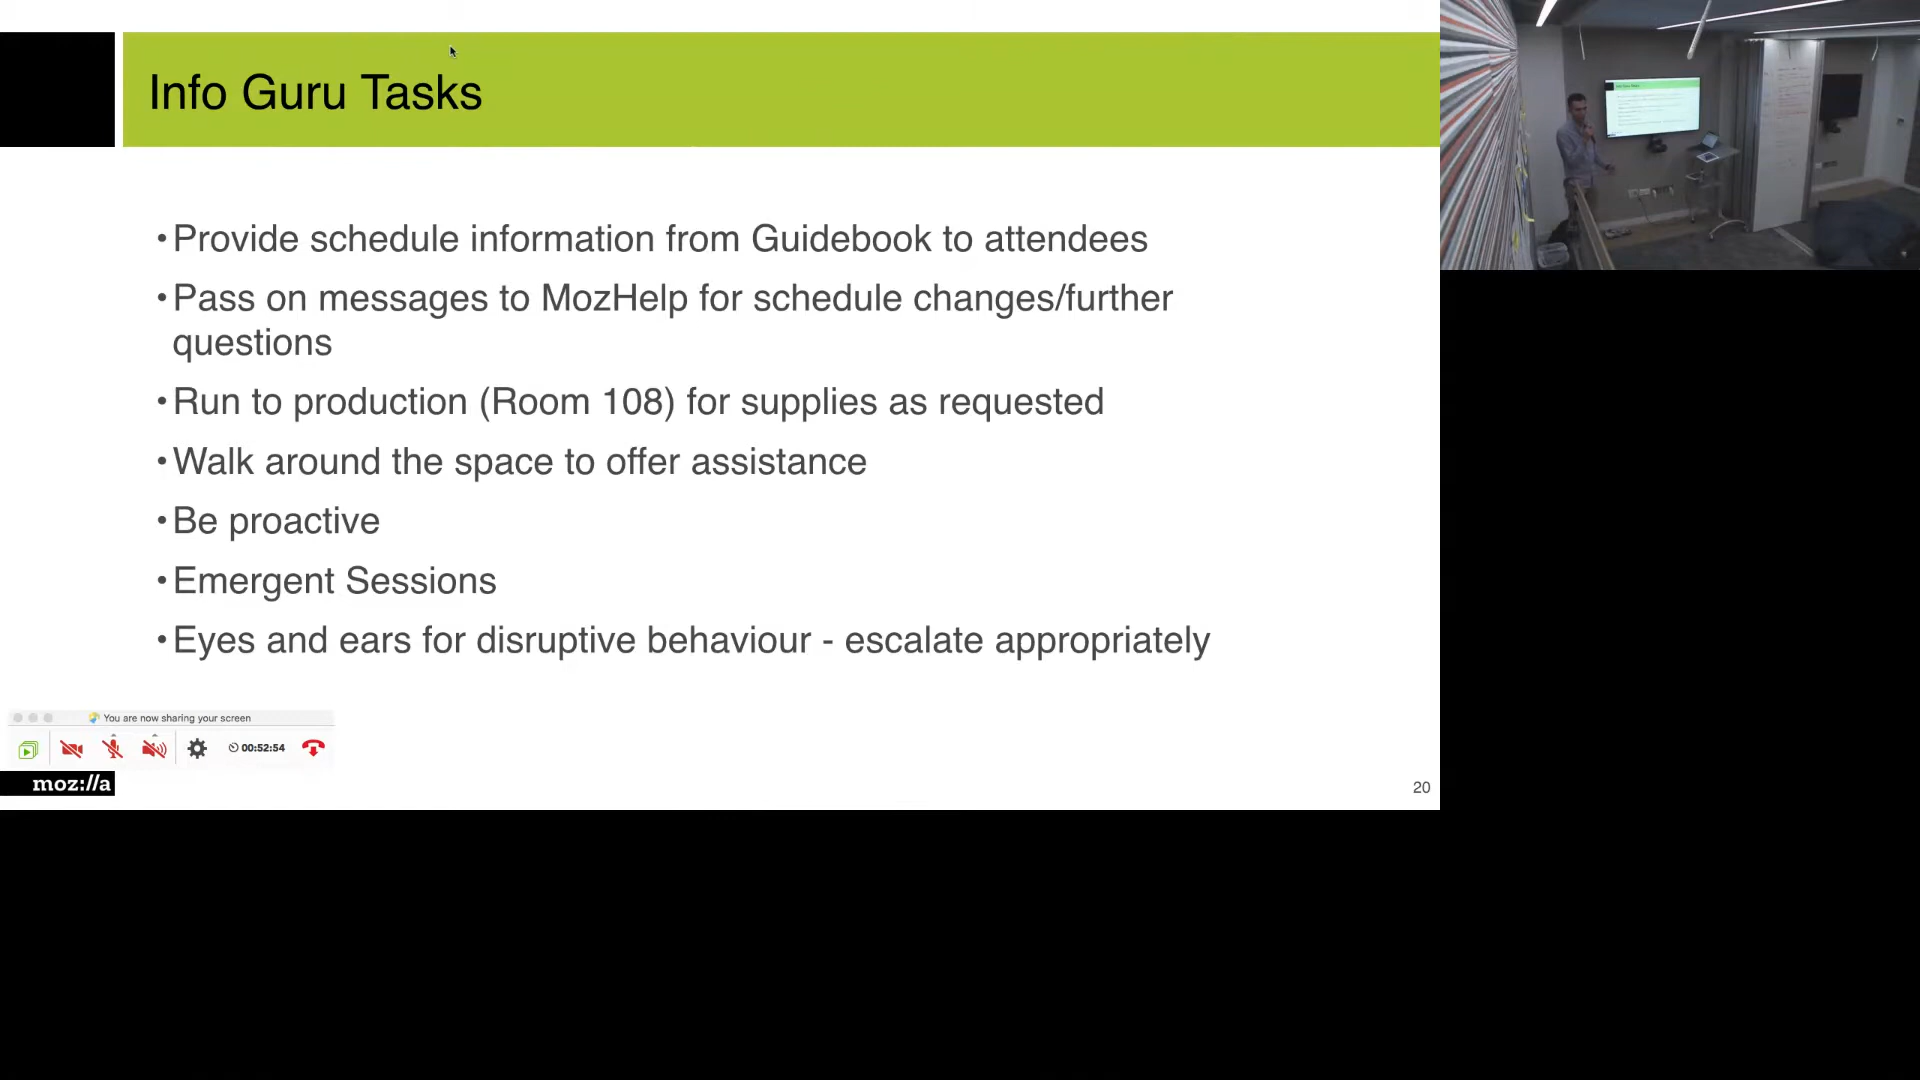 Info Guru Tasks
•Provide schedule information from Guidebook to attendees
•Pass on messages to MozHelp for schedule changes/further
questions
•Run to production (Room 108) for supplies as requested
•Walk around the space to offer assistance
•Be proactive
•Emergent Sessions
•Eyes and ears for disruptive behaviour - escalate appropriately
You are now sharing your screen
00:52:54
moz://a
20